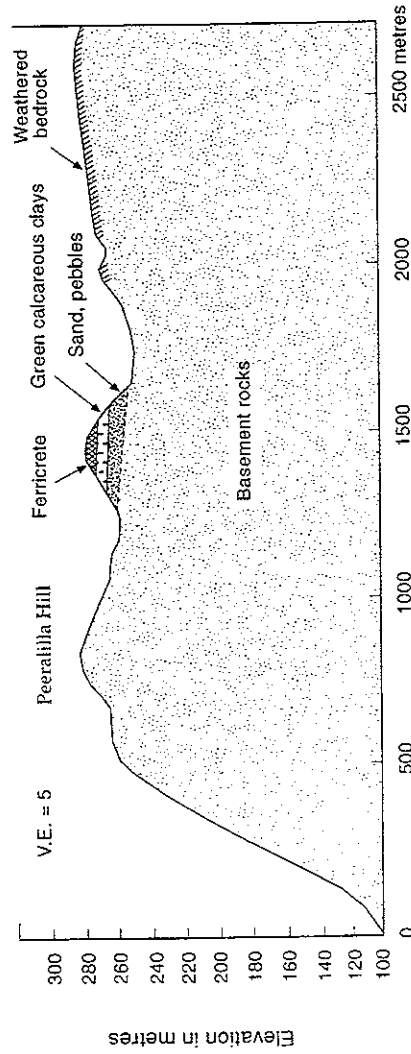 V.E. = 5
Peeralilla Hill
Ferricrete
Green calcareous clays
Sand, pebbles
Weathered
bedrock
Basement rocks
Elevation in metres
300
280
260
240
220
200
180
160
140
120
100
0
500
1000
1500
2000
2500 metres